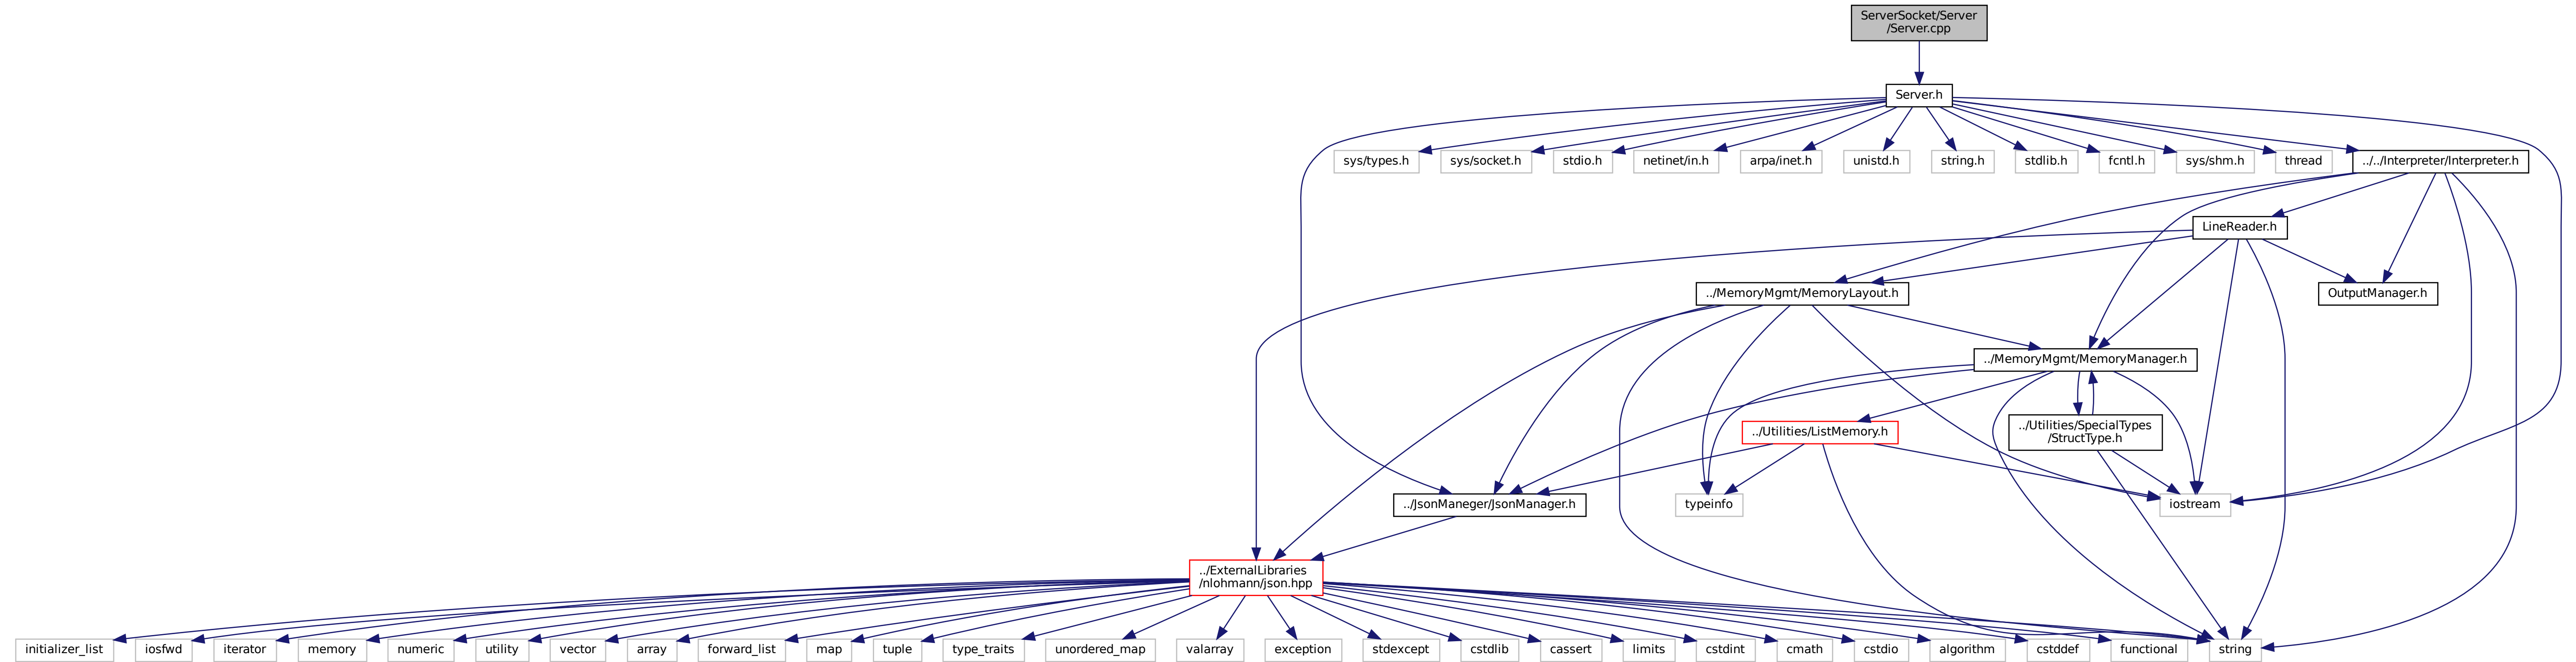 ServerSocket/Server
/Server.cpp
Server.h
sys/types.h
sys/socket.h
stdio.h
netinet/in.h
arpa/inet.h
unistd.h
string.h
stdlib.h
fcntl.h
sys/shm.h
thread
../../Interpreter/Interpreter.h
LineReader.h
../MemoryMgmt/MemoryLayout.h
OutputManager.h
../MemoryMgmt/MemoryManager.h
../Utilities/ListMemory.h
../Utilities/SpecialTypes
/StructType.h
../JsonManeger/JsonManager.h
typeinfo
iostream
../ExternalLibraries
/nlohmann/json.hpp
initializer_list
iosfwd
iterator
memory
numeric
utility
vector
array
forward_list
map
tuple
type_traits
unordered_map
valarray
exception
stdexcept
cstdlib
cassert
limits
cstdint
cmath
cstdio
algorithm
cstddef
functional
string